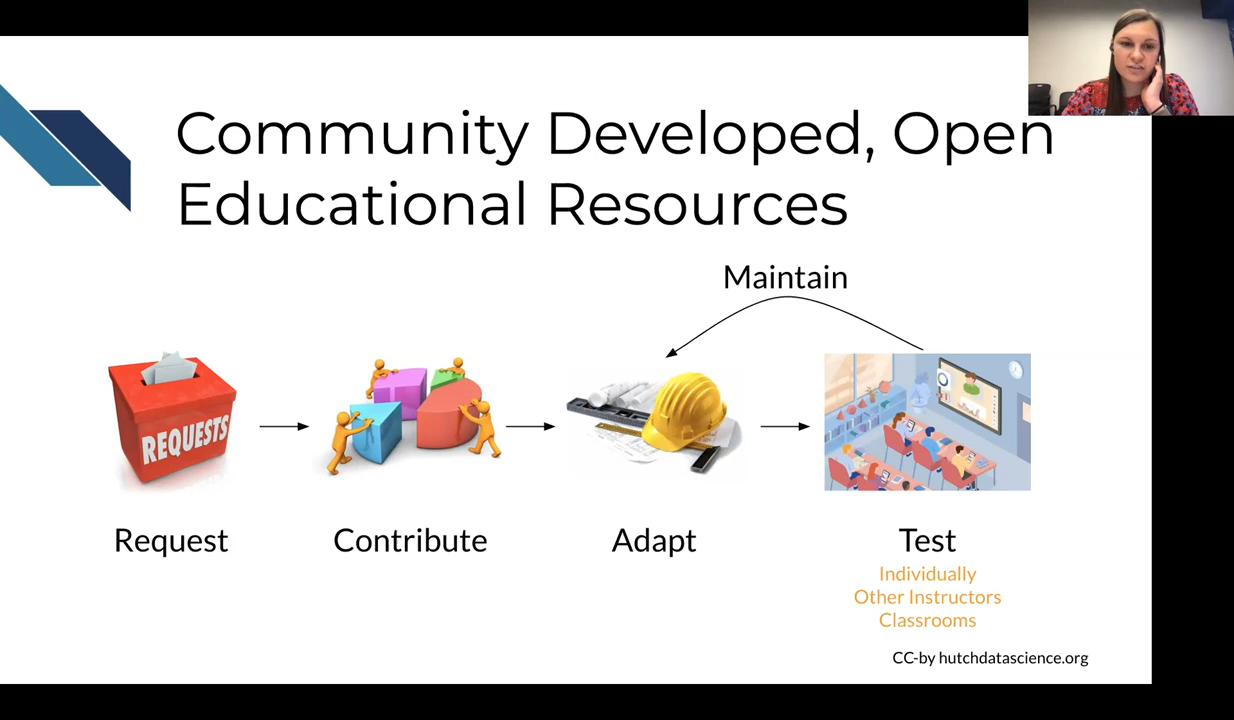 Community Developed, Open
Educational Resources
Maintain
REQUESTS
Request
Contribute
Adapt
Test
Individually
Other Instructors
Classrooms
CC-by hutchdatascience.org